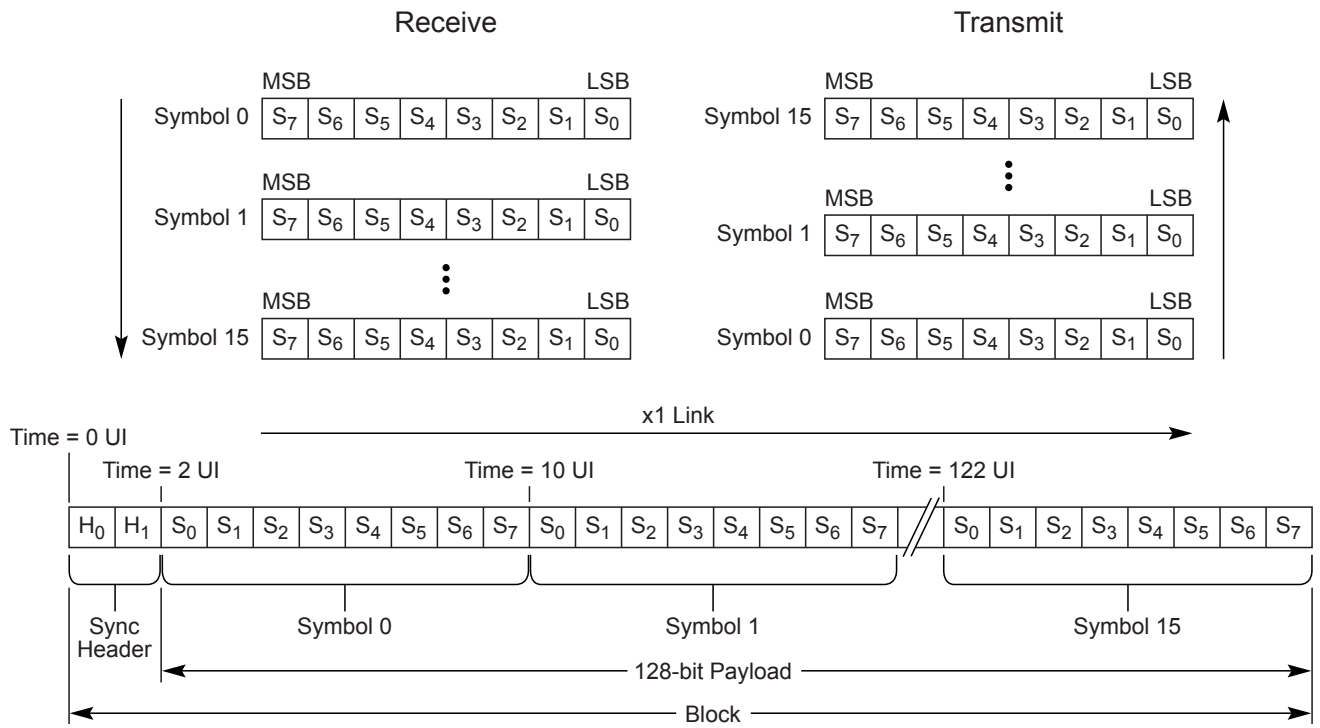 Receive Transmit
MSB LSB MSB LSB
Symbol 0 S7 S6 S5 S4 S3 S2 S1 S0 Symbol 15 S7 S6 S5 S4 S3 S2 S1 S0
MSB LSB MSB LSB
Symbol 1 S7 S6 S5 S4 S3 S2 S1 S0 Symbol 1 S7 S6 S5 S4 S3 S2 S1 S0
MSB LSB MSB LSB
Symbol 15 S7 S6 S5 S4 S3 S2 S1 S0 Symbol 0 S7 S6 S5 S4 S3 S2 S1 S0
x1 Link
Time = 0 UI
Time = 2 UI Time = 10 UI Time = 122 UI
H0 H1 S0 S1 S2 S3 S4 S5 S6 S7 S0 S1 S2 S3 S4 S5 S6 S7 S0 S1 S2 S3 S4 S5 S6 S7
Sync Symbol 0 Symbol 1 Symbol 15
Header
128-bit Payload
Block